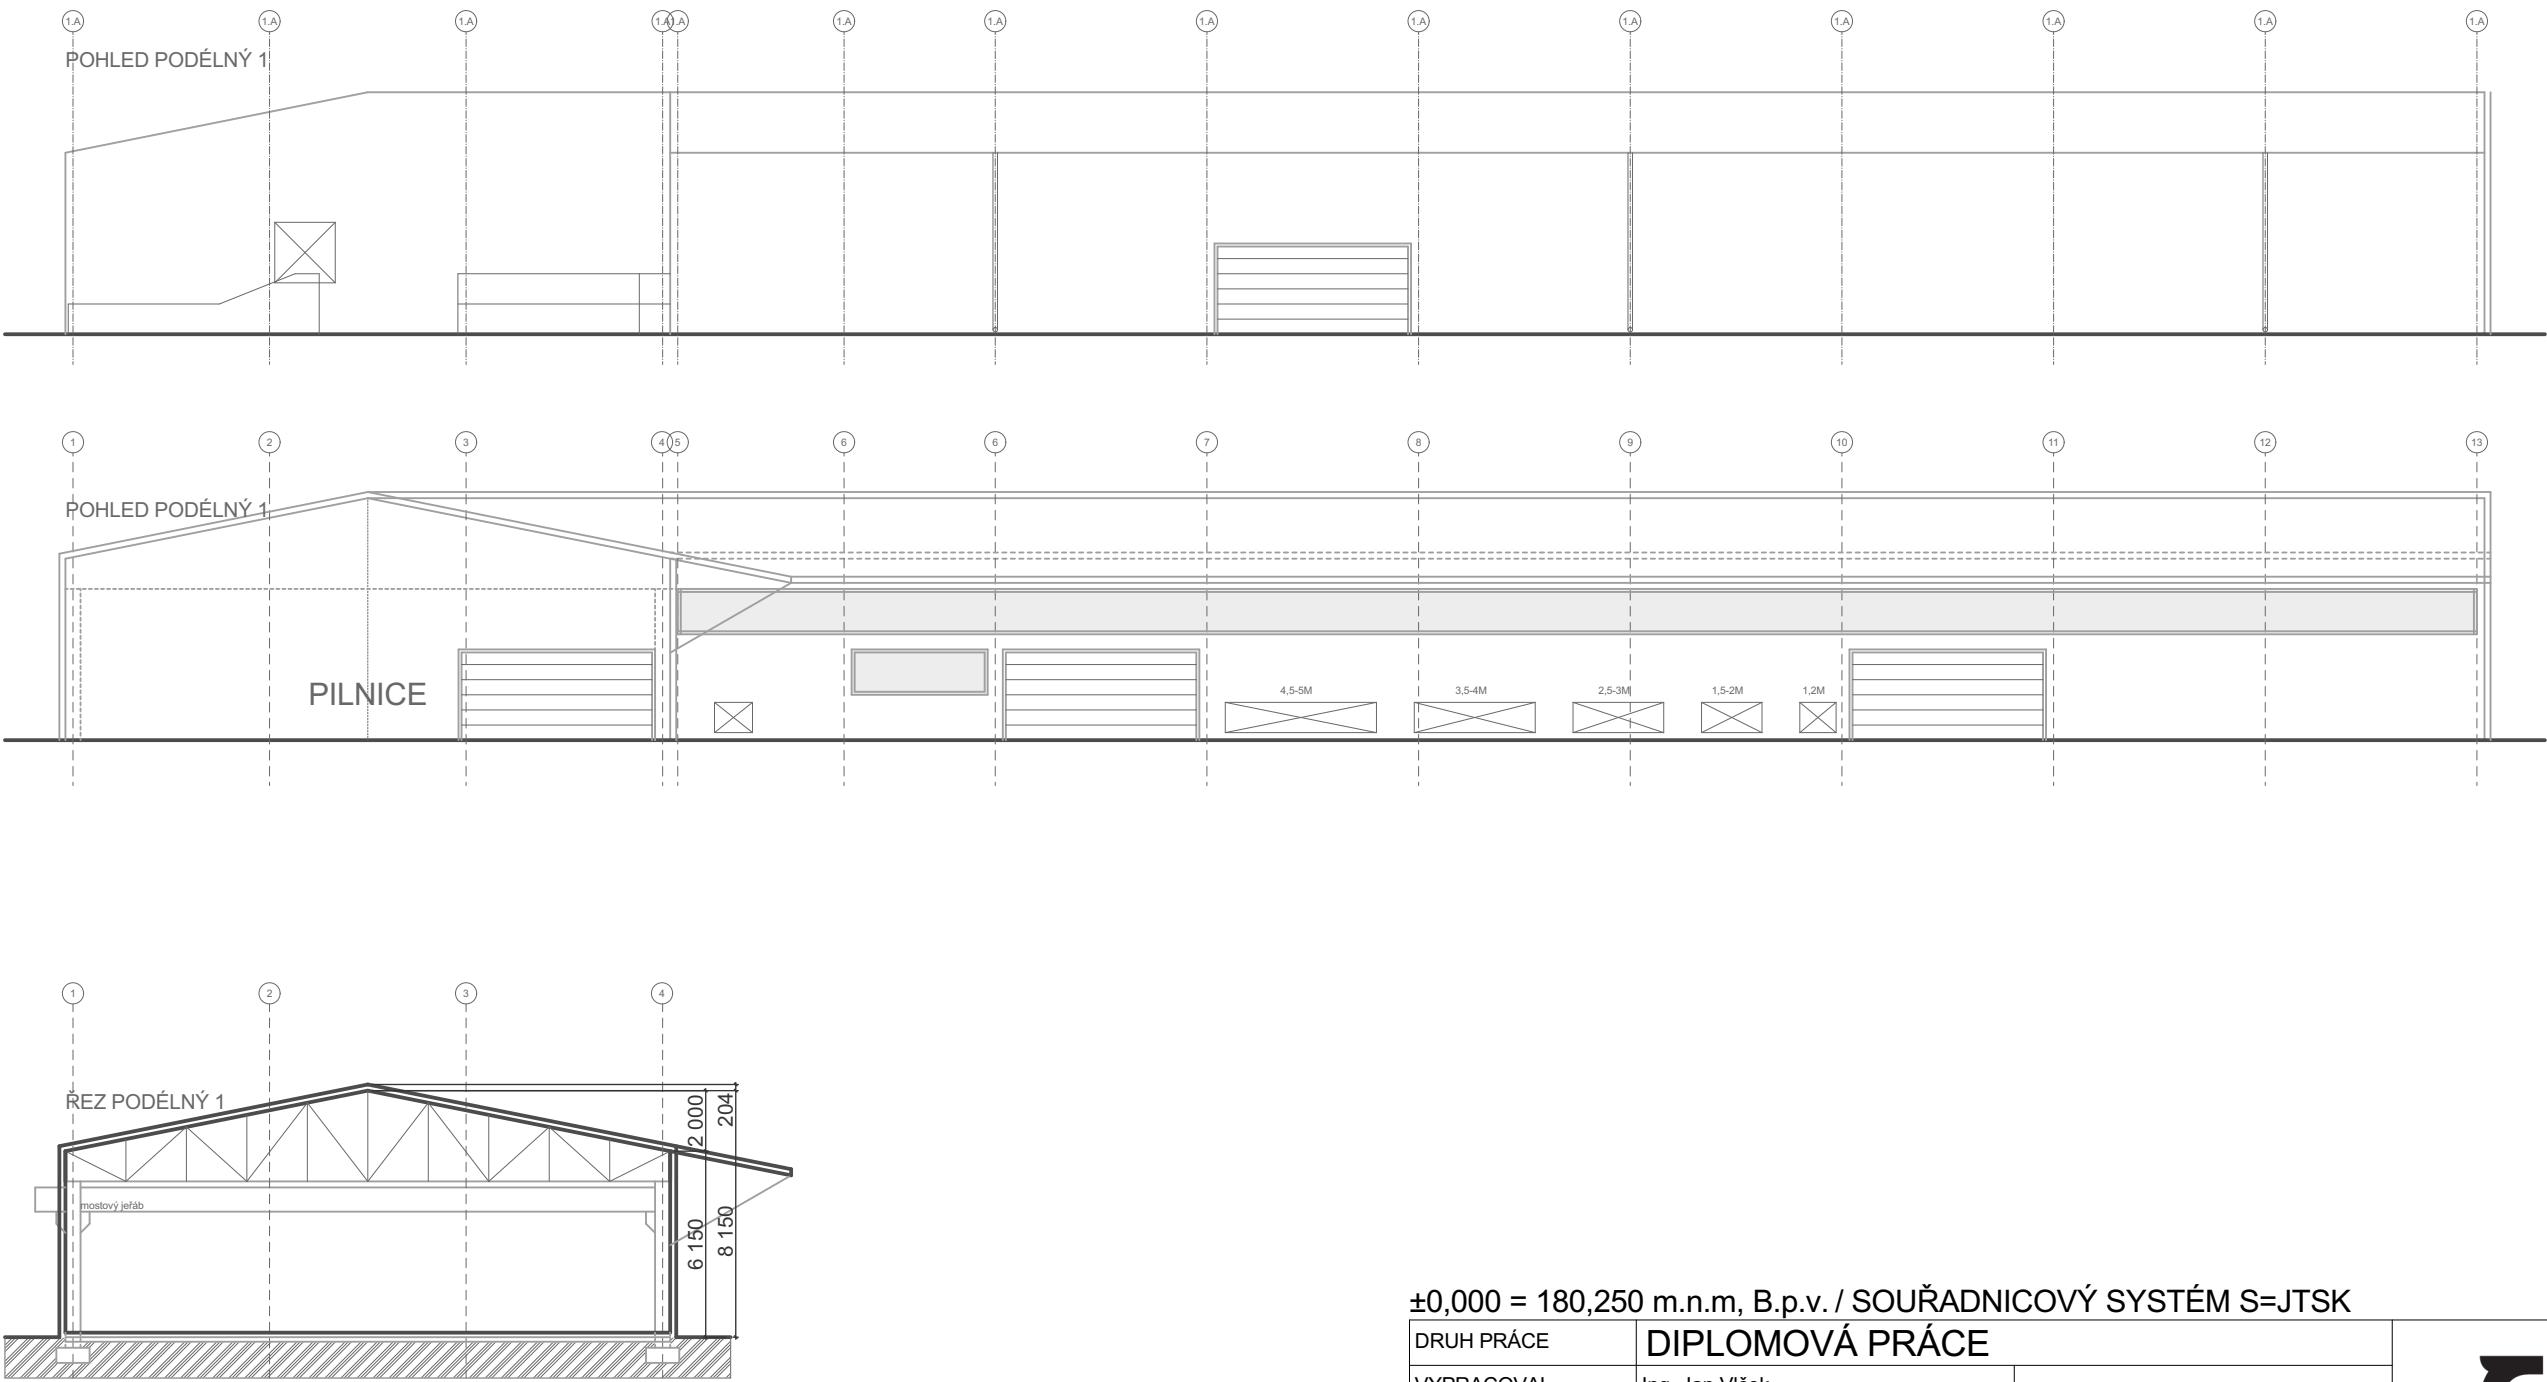 1.A 1.A 1.A 1.A 1.A 1.A 1.A 1.A 1.A 1.A 1.A 1.A 1.A 1.A
POHLED PODÉLNÝ 1
1 2 3 4 5 6 6 7 8 9 10 11 12 13
POHLED PODÉLNÝ 1
PILNICE
4,5-5M 3,5-4M 2,5-3M 1,5-2M 1,2M
1 2 3 4
ŘEZ PODÉLNÝ 1
2 000
204
mostový jeřáb
6 150
8 150
±0,000 = 180,250 m.n.m, B.p.v. / SOUŘADNICOVÝ SYSTÉM S=JTSK
DRUH PRÁCE DIPLOMOVÁ PRÁCE
VYPRACOVAL Ing. Jan Vlček